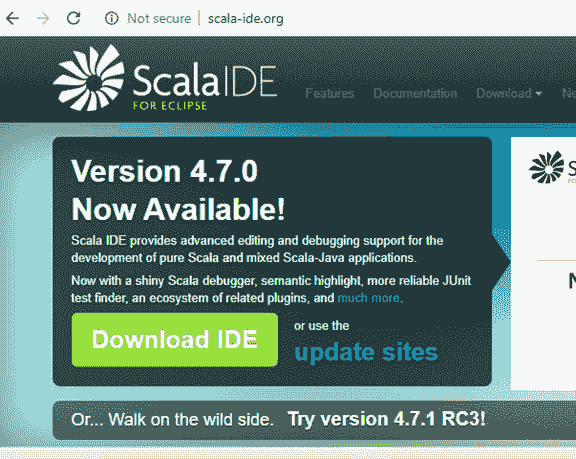 Not secure | scala-ide.org
ScalaIDE
FOR ECLIPSE
Features Documentation Download
Version 4.7.0
Now Available!
Scala IDE provides advanced editing and debugging support for the
development of pure Scala and mixed Scala-Java applications.
Now with a shiny Scala debugger, semantic highlight, more reliable JUnit
test finder, an ecosystem of related plugins, and much more.
Download IDE
or use the
update sites
Or... Walk on the wild side. Try version 4.7.1 RC3!